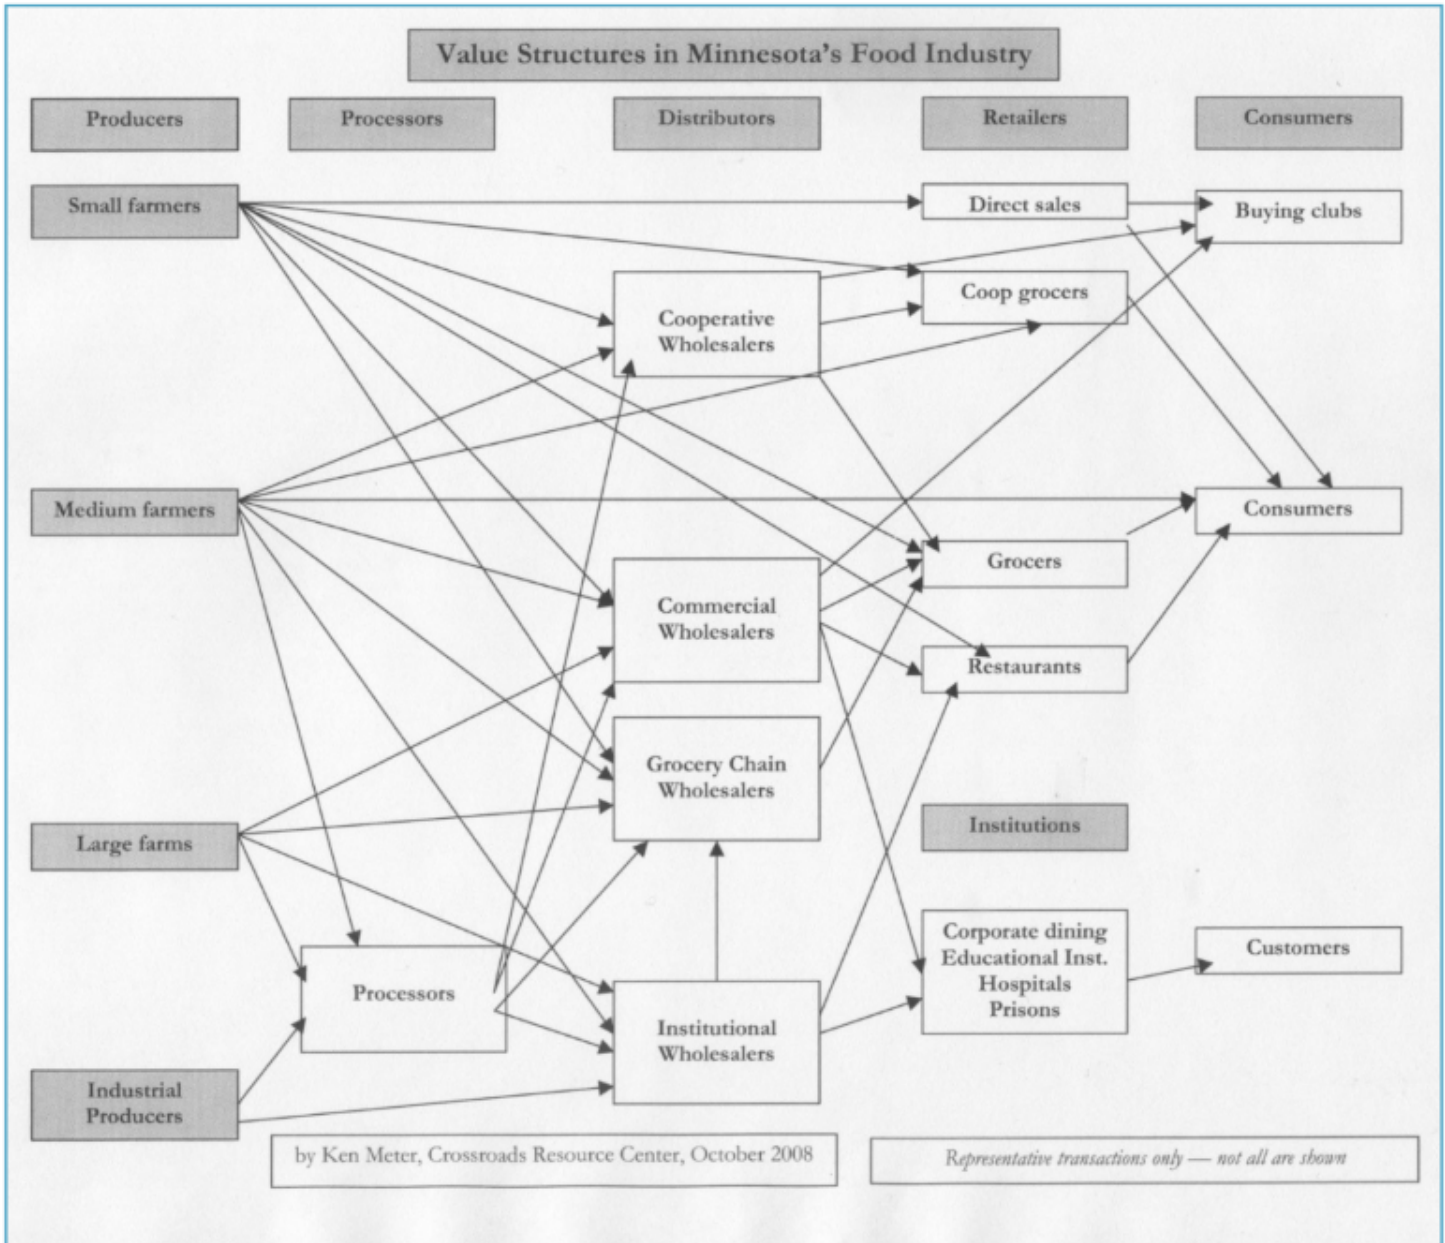 Value Structures in Minnesota's Food Industry
Producers
Processors
Distributors
Retailers
Consumers
Small farmers
Direct sales
Buying clubs
Coop grocers
Cooperative
Wholesalers
Medium farmers
Consumers
Grocers
Commercial
Wholesalers
Restaurants
Grocery Chain
Wholesalers
Large farms
Institutions
Corporate dining
Educational Inst.
Hospitals
Prisons
Customers
Processors
Institutional
Wholesalers
Industrial
Producers
by Ken Meter, Crossroads Resource Center, October 2008
Representative transactions only — not all are shown